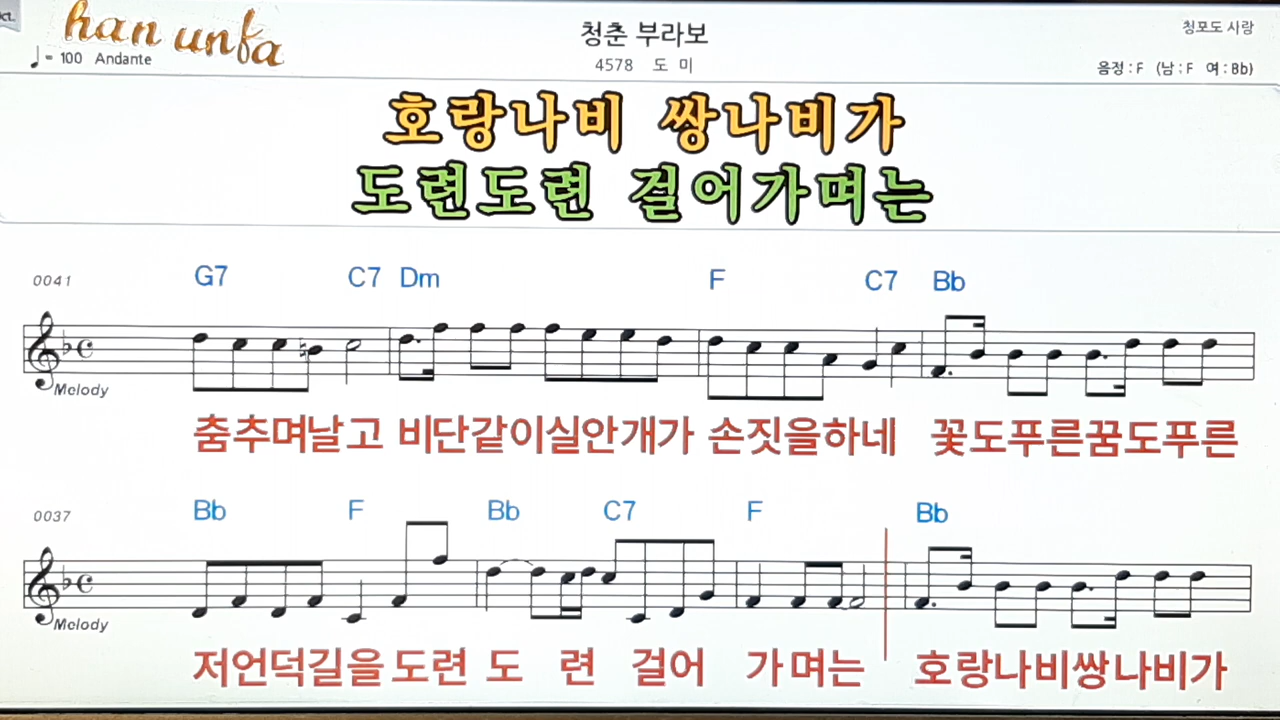 ct.
han unfa
♩ = 100 Andante
청춘 부라보
4578 도 미
청포도 사랑
음정 : F (남 : F 여 : Bb)
호랑나비 쌍나비가
도련도련 걸어가며는
0041
G7 C7 Dm F C7 Bb
Melody
춤추며날고 비단같이실안개가 손짓을하네 꽃도푸른꿈도푸른
0037
Bb F Bb C7 F Bb
Melody
저언덕길을 도련 도 련 걸어 가며는 호랑나비쌍나비가